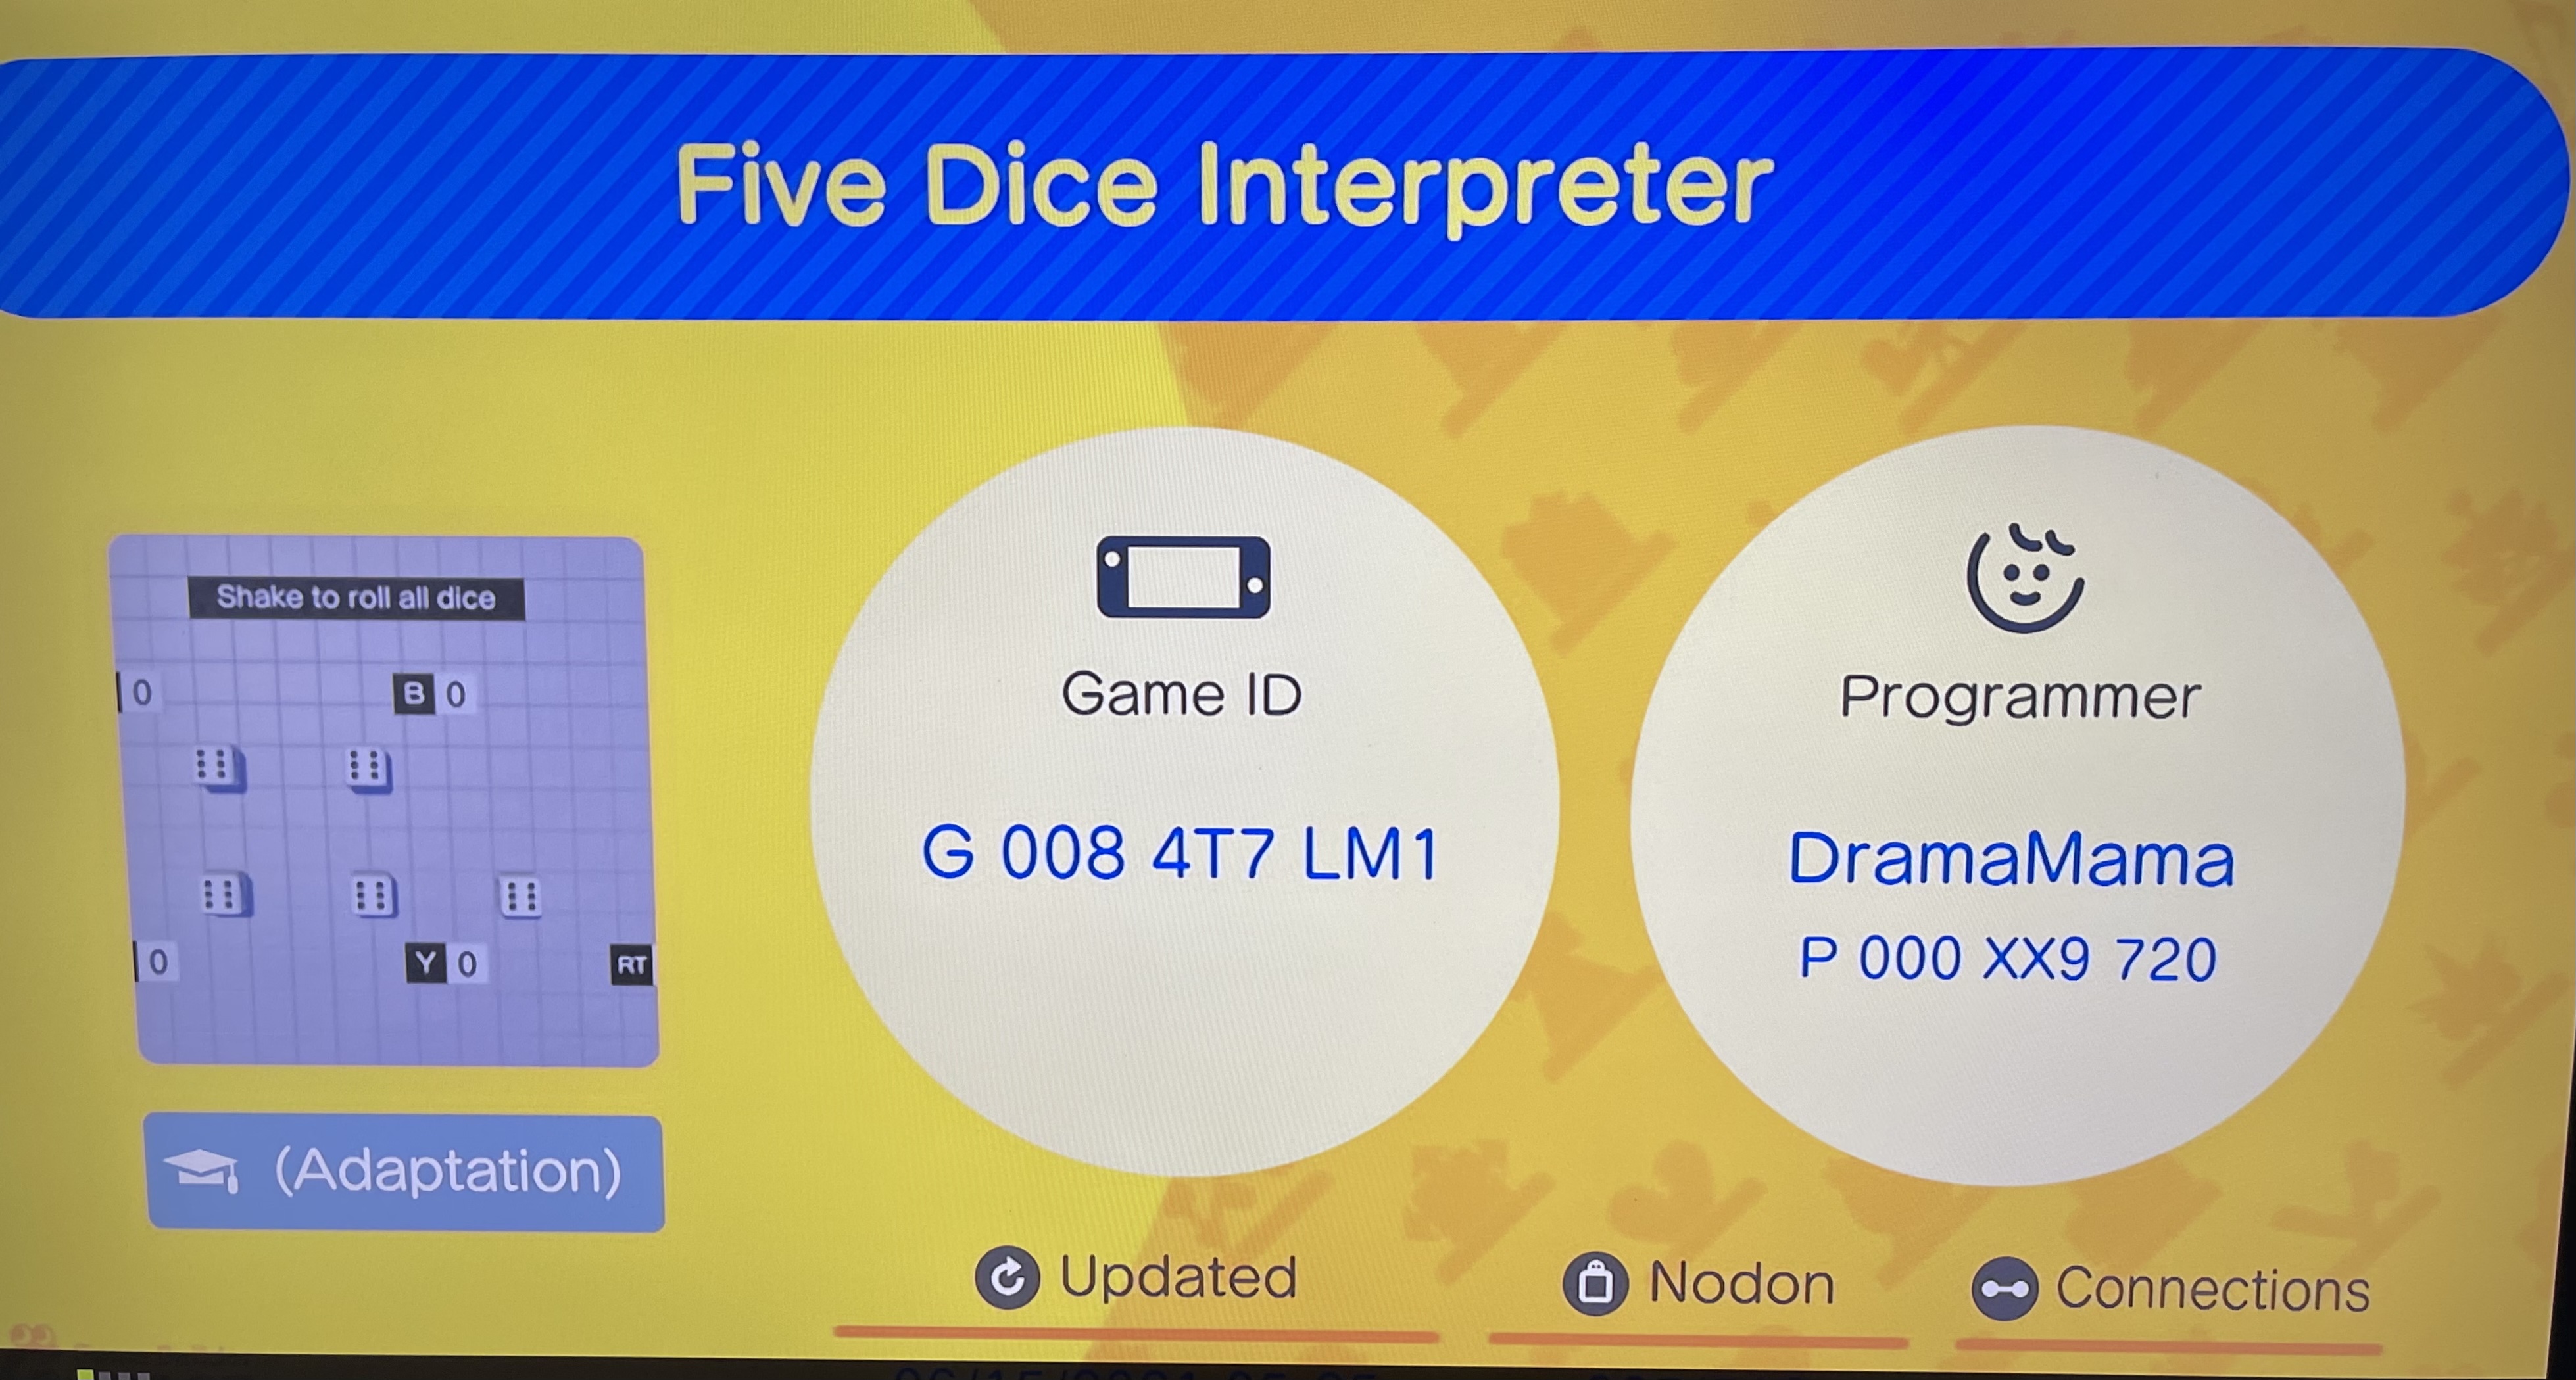 Five Dice Interpreter
Shake to roll all dice
0
B 0
0
Y 0
RT
(Adaptation)
Game ID
G 008 4T7 LM1
Programmer
DramaMama
P 000 XX9 720
Updated
Nodon
Connections